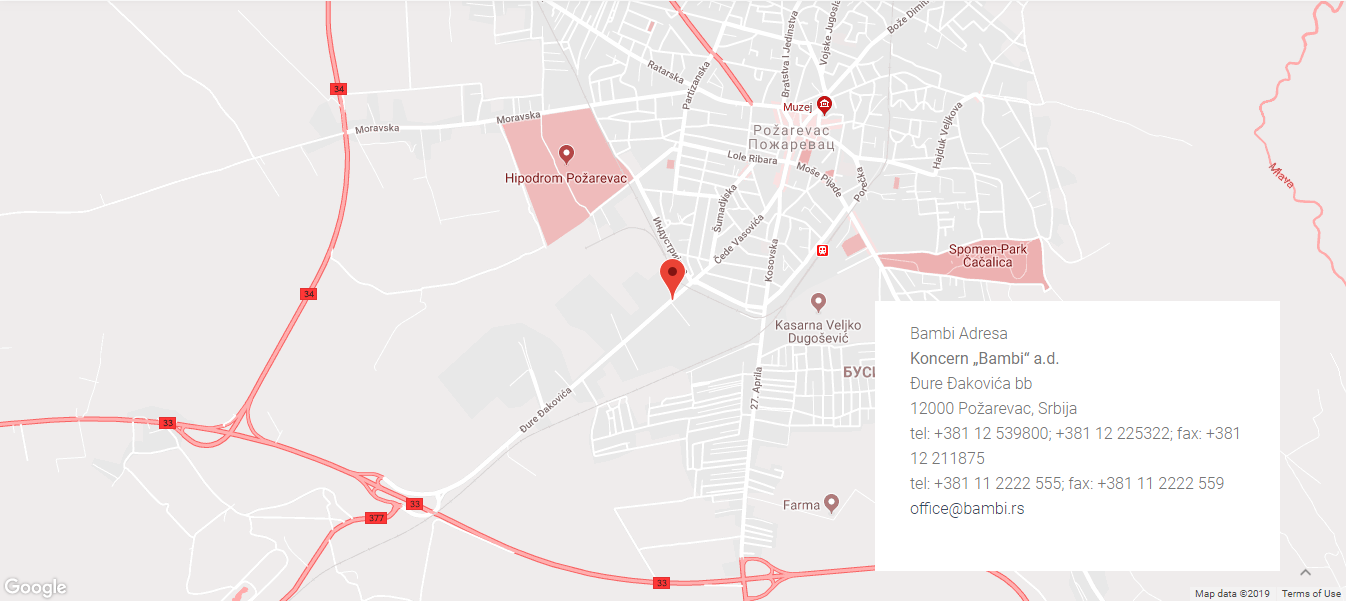 Bože Dimit
Vojske Jugosla
Bratstva I Jedinstva
Ratarska
Partizanska
34
Muzej
Moravska
Moravska
Hajduk Veljkova
Požarevac
Пожаревац
Lole Ribara
Moše Pijade
Mlava
Hipodrom Požarevac
Porečka
Šumadijska
Čede Vasovića
Индустриј
Kosovska
Spomen-Park
Čačalica
34
Kasarna Veljko
Dugošević
БУСИ
27. Aprila
Đure Đakovića
33
33
377
Farma
33
Bambi Adresa
Koncern „Bambi“ a.d.
Đure Đakovića bb
12000 Požarevac, Srbija
tel: +381 12 539800; +381 12 225322; fax: +381
12 211875
tel: +381 11 2222 555; fax: +381 11 2222 559
office@bambi.rs
Google
Map data ©2019
Terms of Use